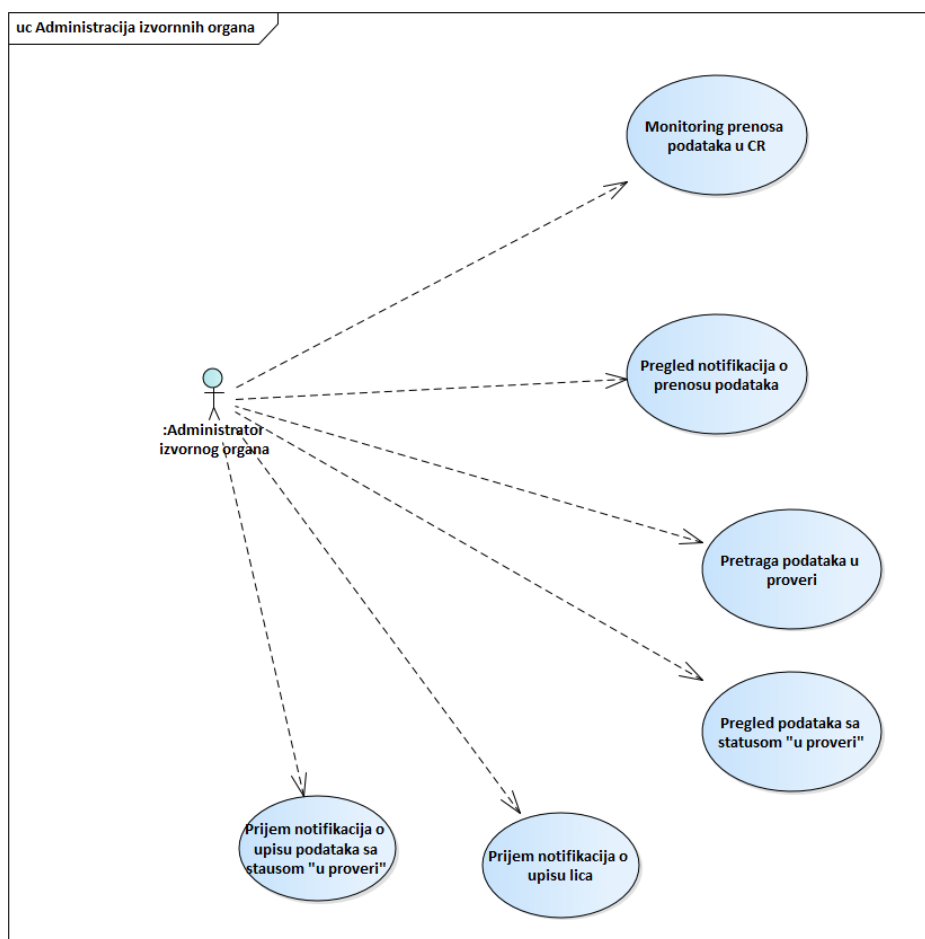 uc Administracija izvornnih organa
Monitoring prenosa
podataka u CR
Pregled notifikacija o
prenosu podataka
:Administrator
izvornog organa
Pretraga podataka u
proveri
Pregled podataka sa
statusom "u proveri"
Prijem notifikacija o
upisu podataka sa
stausom "u proveri"
Prijem notifikacija o
upisu lica